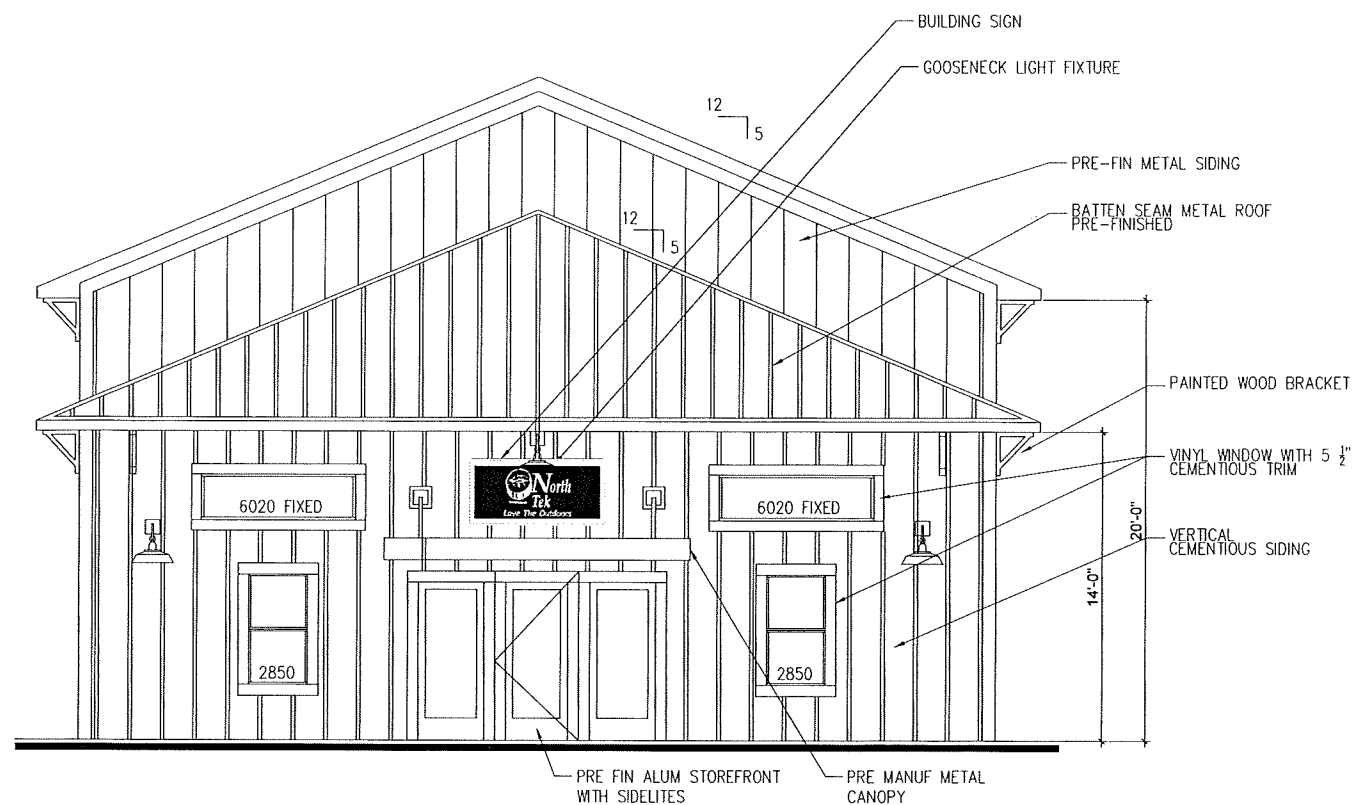 BUILDING SIGN
GOOSENECK LIGHT FIXTURE
12
5
PRE-FIN METAL SIDING
BATTEN SEAM METAL ROOF
PRE-FINISHED
12
5
PAINTED WOOD BRACKET
VINYL WINDOW WITH 5 1/2"
CEMENTIOUS TRIM
North
Tek
Love The Outdoors
6020 FIXED
6020 FIXED
VERTICAL
CEMENTIOUS SIDING
20'-0"
14'-0"
2850
2850
PRE FIN ALUM STOREFRONT
WITH SIDELITES
PRE MANUF METAL
CANOPY